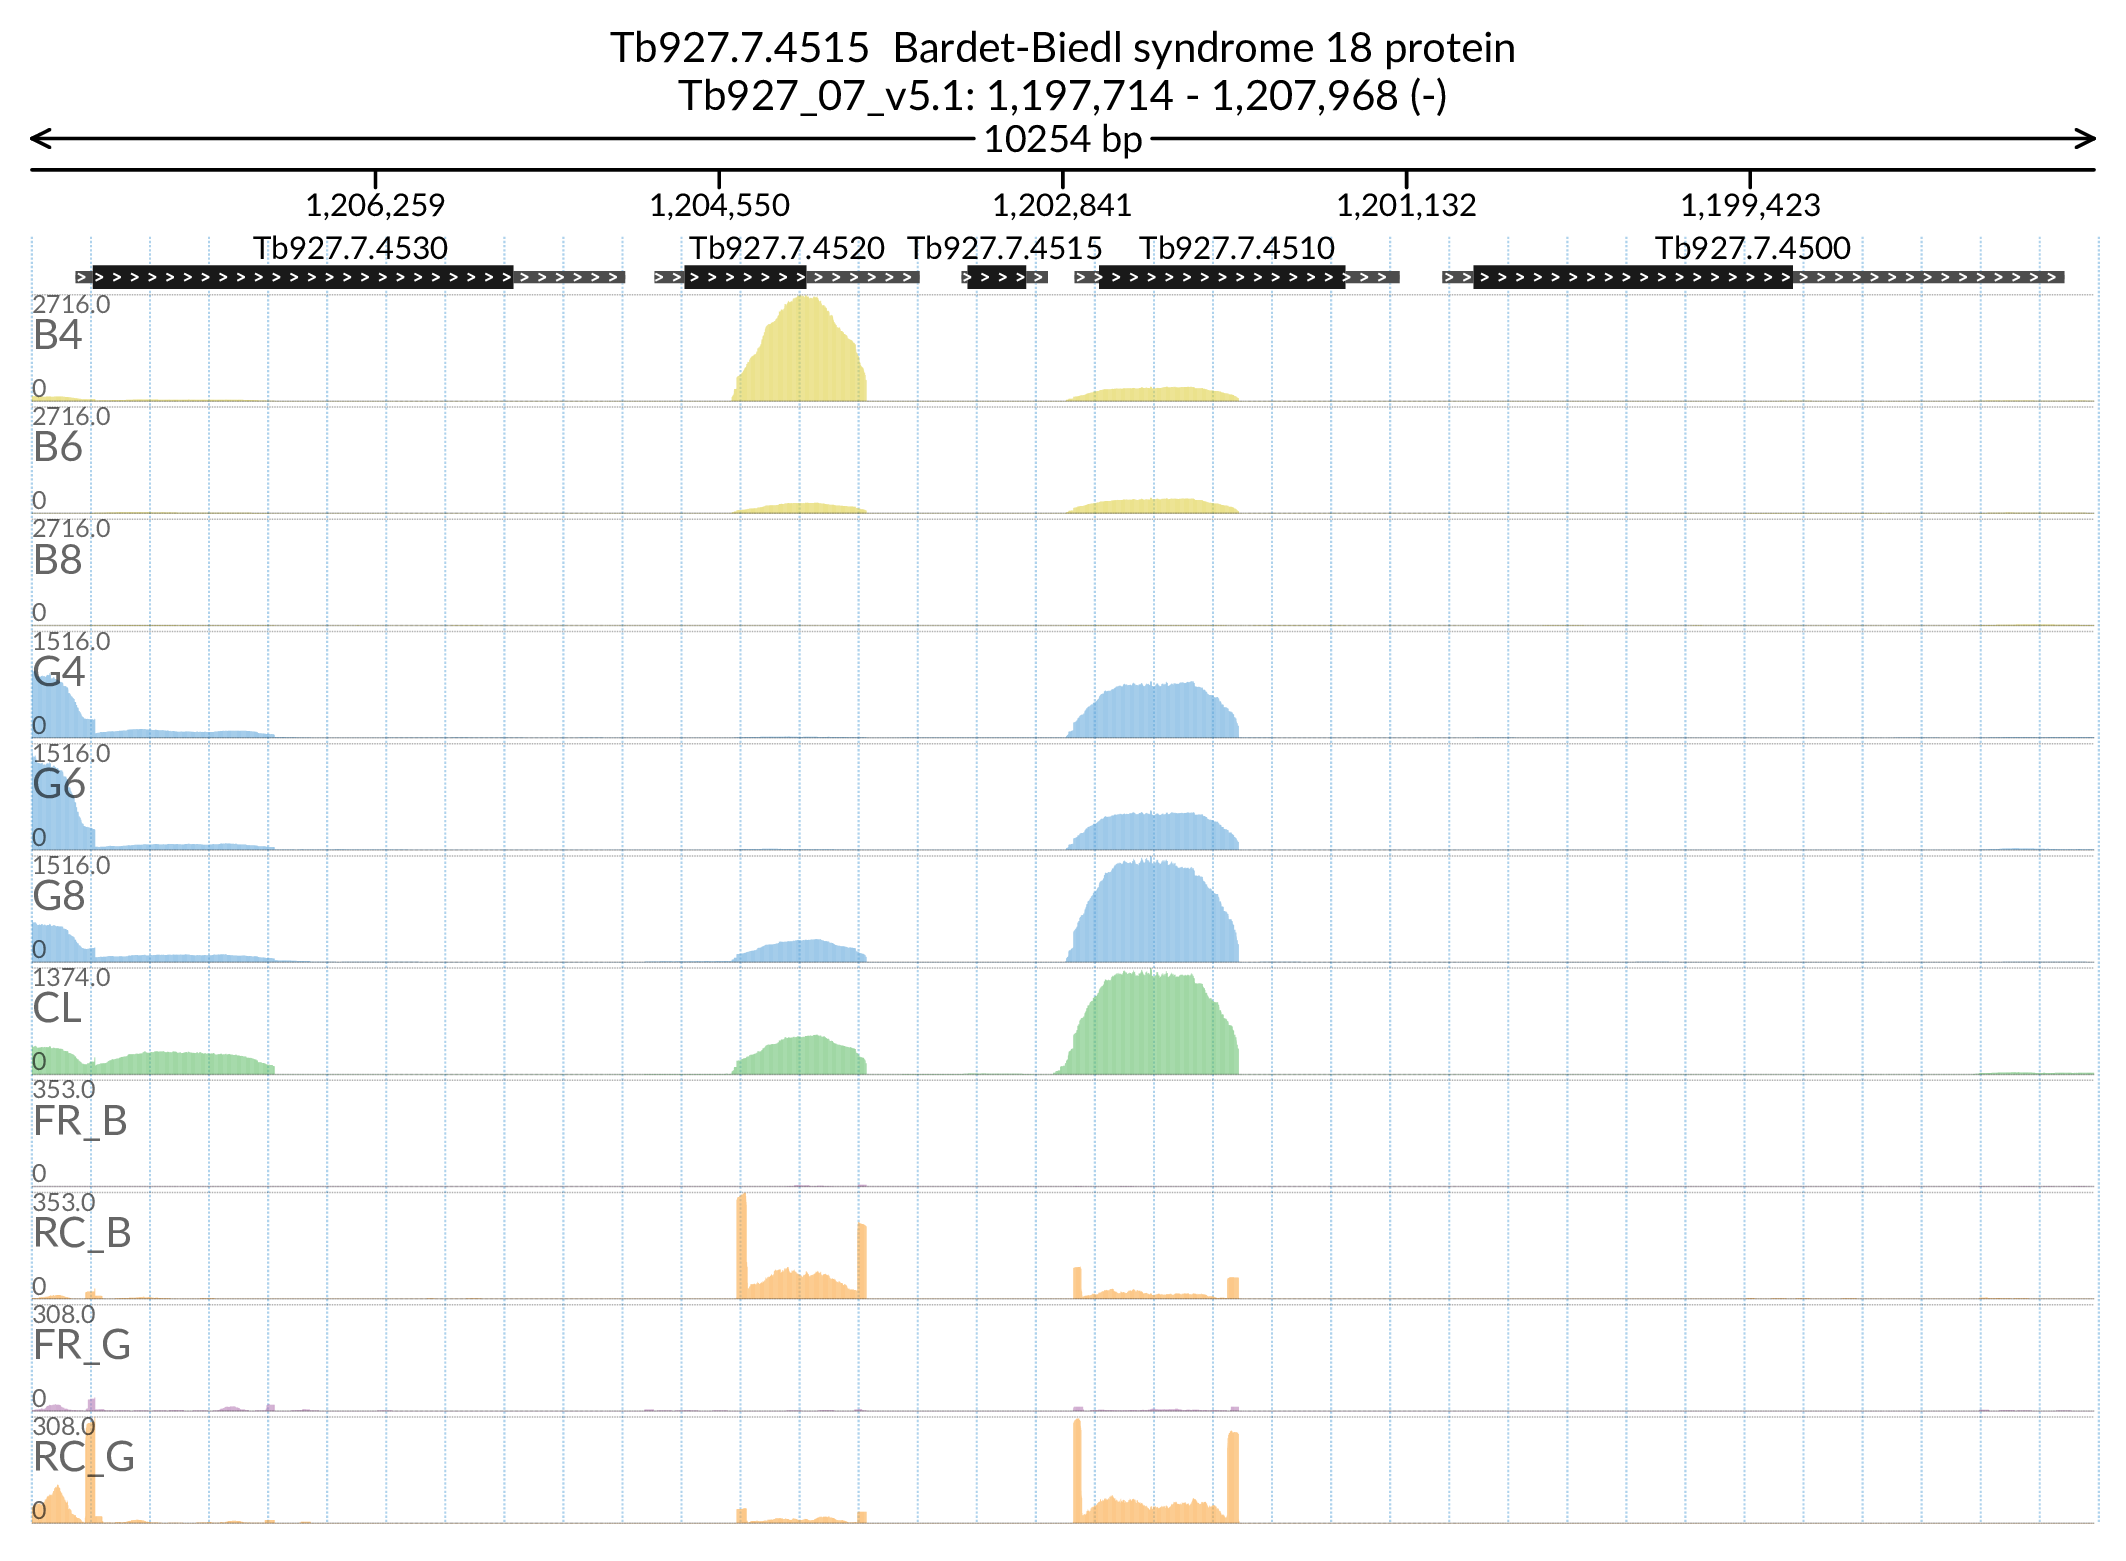 Tb927.7.4515  Bardet-Biedl syndrome 18 protein
Tb927_07_v5.1: 1,197,714 - 1,207,968 (-)
10254 bp
1,206,259 1,204,550 1,202,841 1,201,132 1,199,423
Tb927.7.4530 Tb927.7.4520 Tb927.7.4515 Tb927.7.4510 Tb927.7.4500
2716.0
B4
0
2716.0
B6
0
2716.0
B8
0
1516.0
G4
0
1516.0
G6
0
1516.0
G8
0
1374.0
CL
0
353.0
FR_B
0
353.0
RC_B
0
308.0
FR_G
0
308.0
RC_G
0